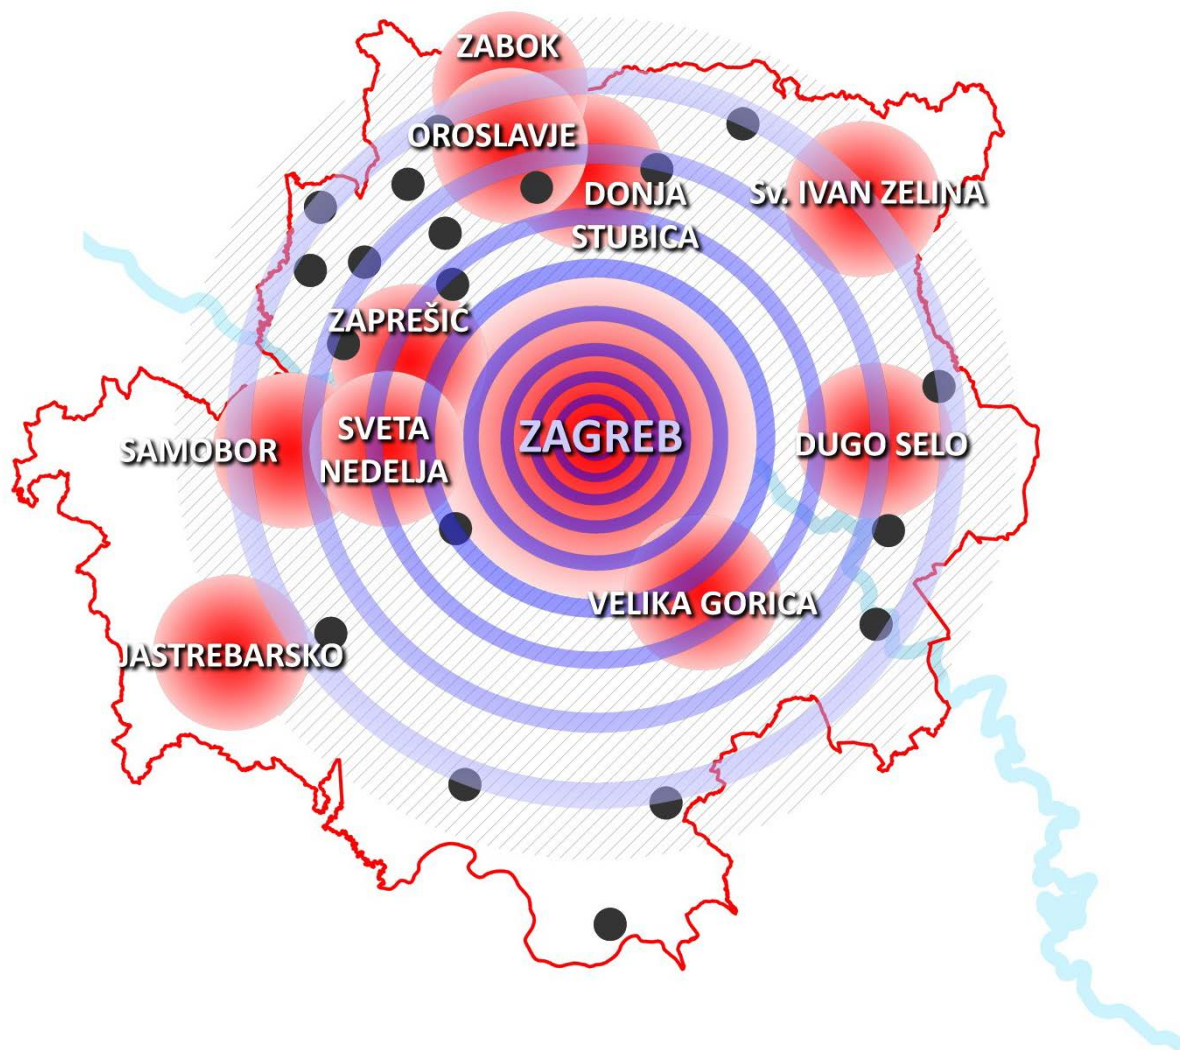 ZABOK
OROSLAVJE
DONJA
STUBICA
Sv. IVAN ZELINA
ZAPREŠIĆ
SAMOBOR
SVETA
NEDELJA
ZAGREB
DUGO SELO
VELIKA GORICA
JASTREBARSKO